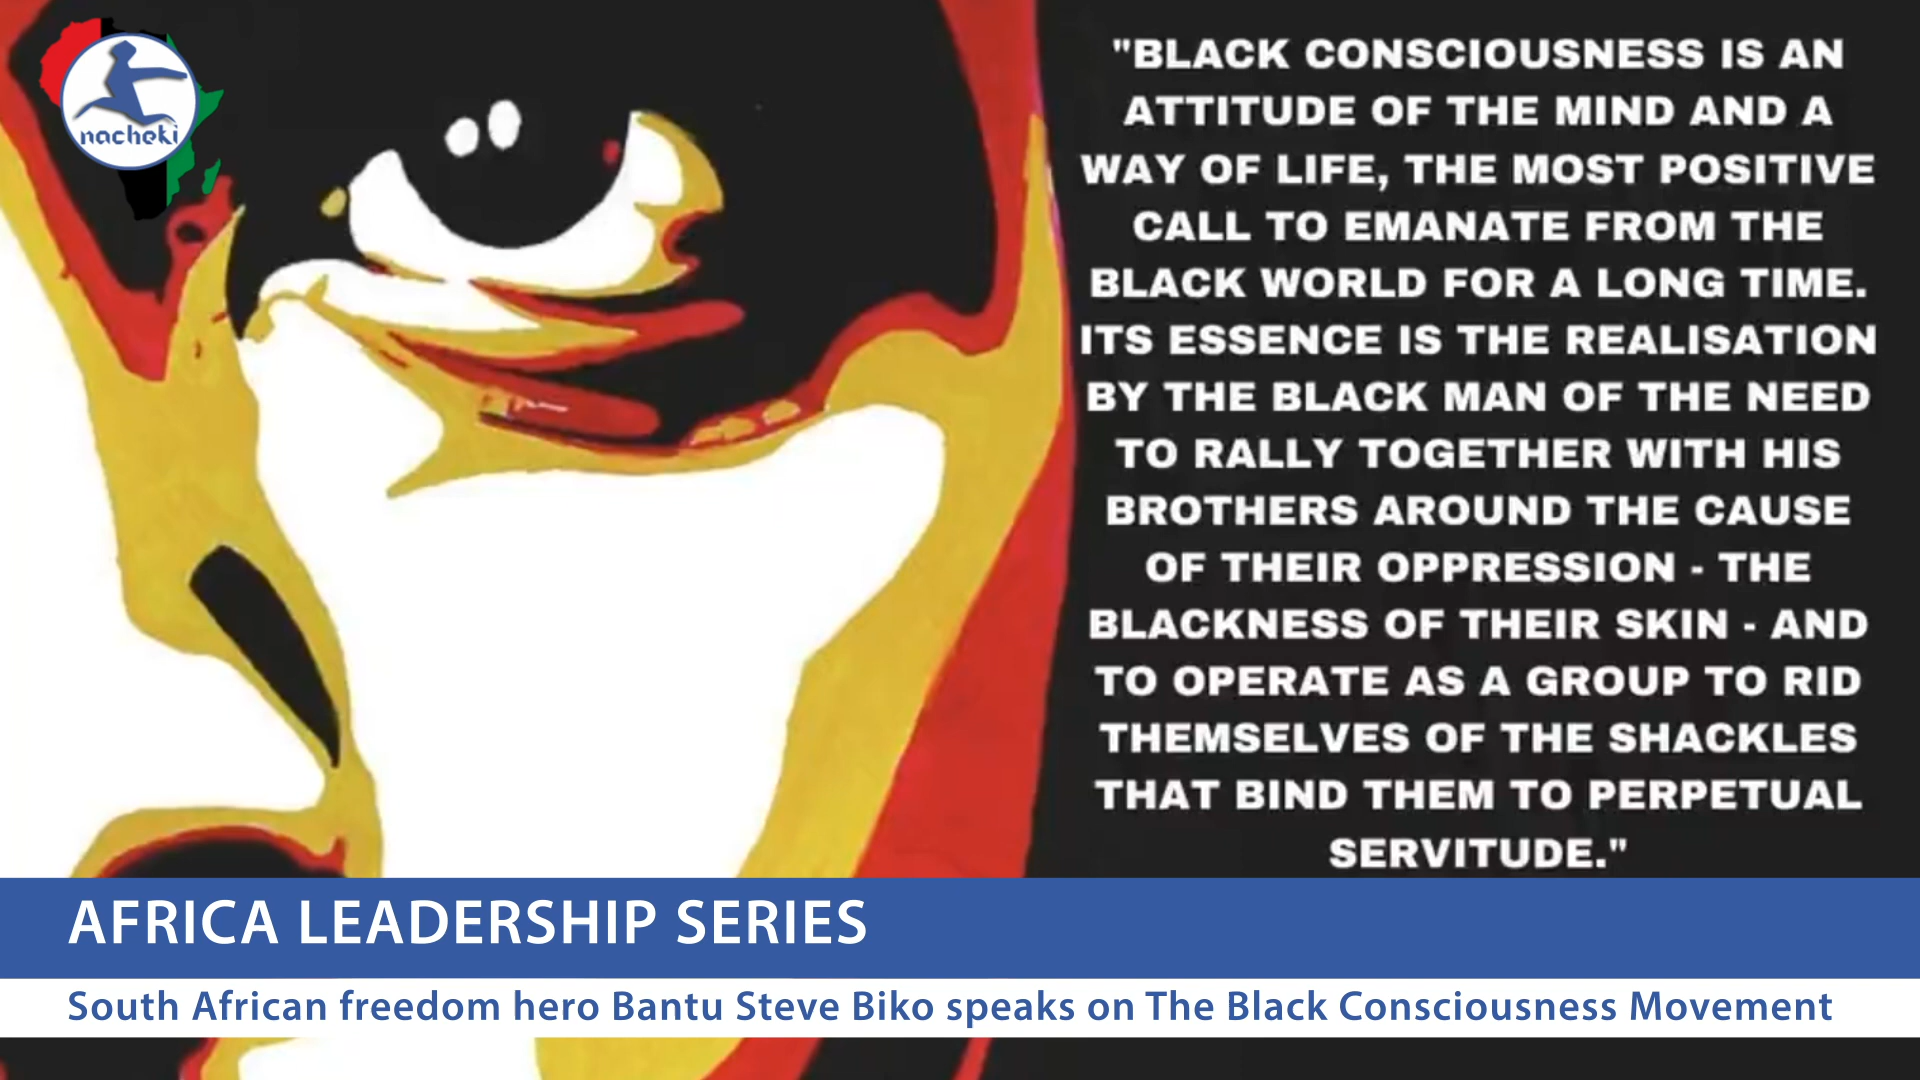 nacheki
"BLACK CONSCIOUSNESS IS AN
ATTITUDE OF THE MIND AND A
WAY OF LIFE, THE MOST POSITIVE
CALL TO EMANATE FROM THE
BLACK WORLD FOR A LONG TIME.
ITS ESSENCE IS THE REALISATION
BY THE BLACK MAN OF THE NEED
TO RALLY TOGETHER WITH HIS
BROTHERS AROUND THE CAUSE
OF THEIR OPPRESSION - THE
BLACKNESS OF THEIR SKIN - AND
TO OPERATE AS A GROUP TO RID
THEMSELVES OF THE SHACKLES
THAT BIND THEM TO PERPETUAL
SERVITUDE."
AFRICA LEADERSHIP SERIES
South African freedom hero Bantu Steve Biko speaks on The Black Consciousness Movement